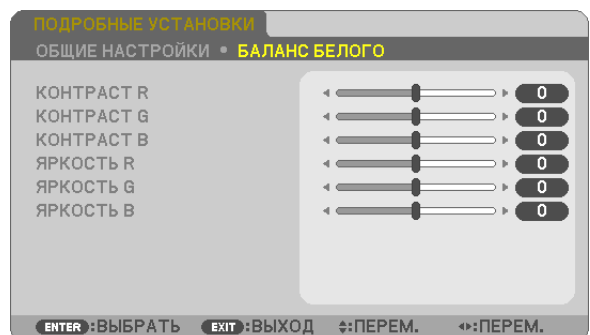 ПОДРОБНЫЕ УСТАНОВКИ
ОБЩИЕ НАСТРОЙКИ • БАЛАНС БЕЛОГО
КОНТРАСТ R 0
КОНТРАСТ G 0
КОНТРАСТ B 0
ЯРКОСТЬ R 0
ЯРКОСТЬ G 0
ЯРКОСТЬ B 0
ENTER :ВЫБРАТЬ EXIT :ВЫХОД :ПЕРЕМ. :ПЕРЕМ.